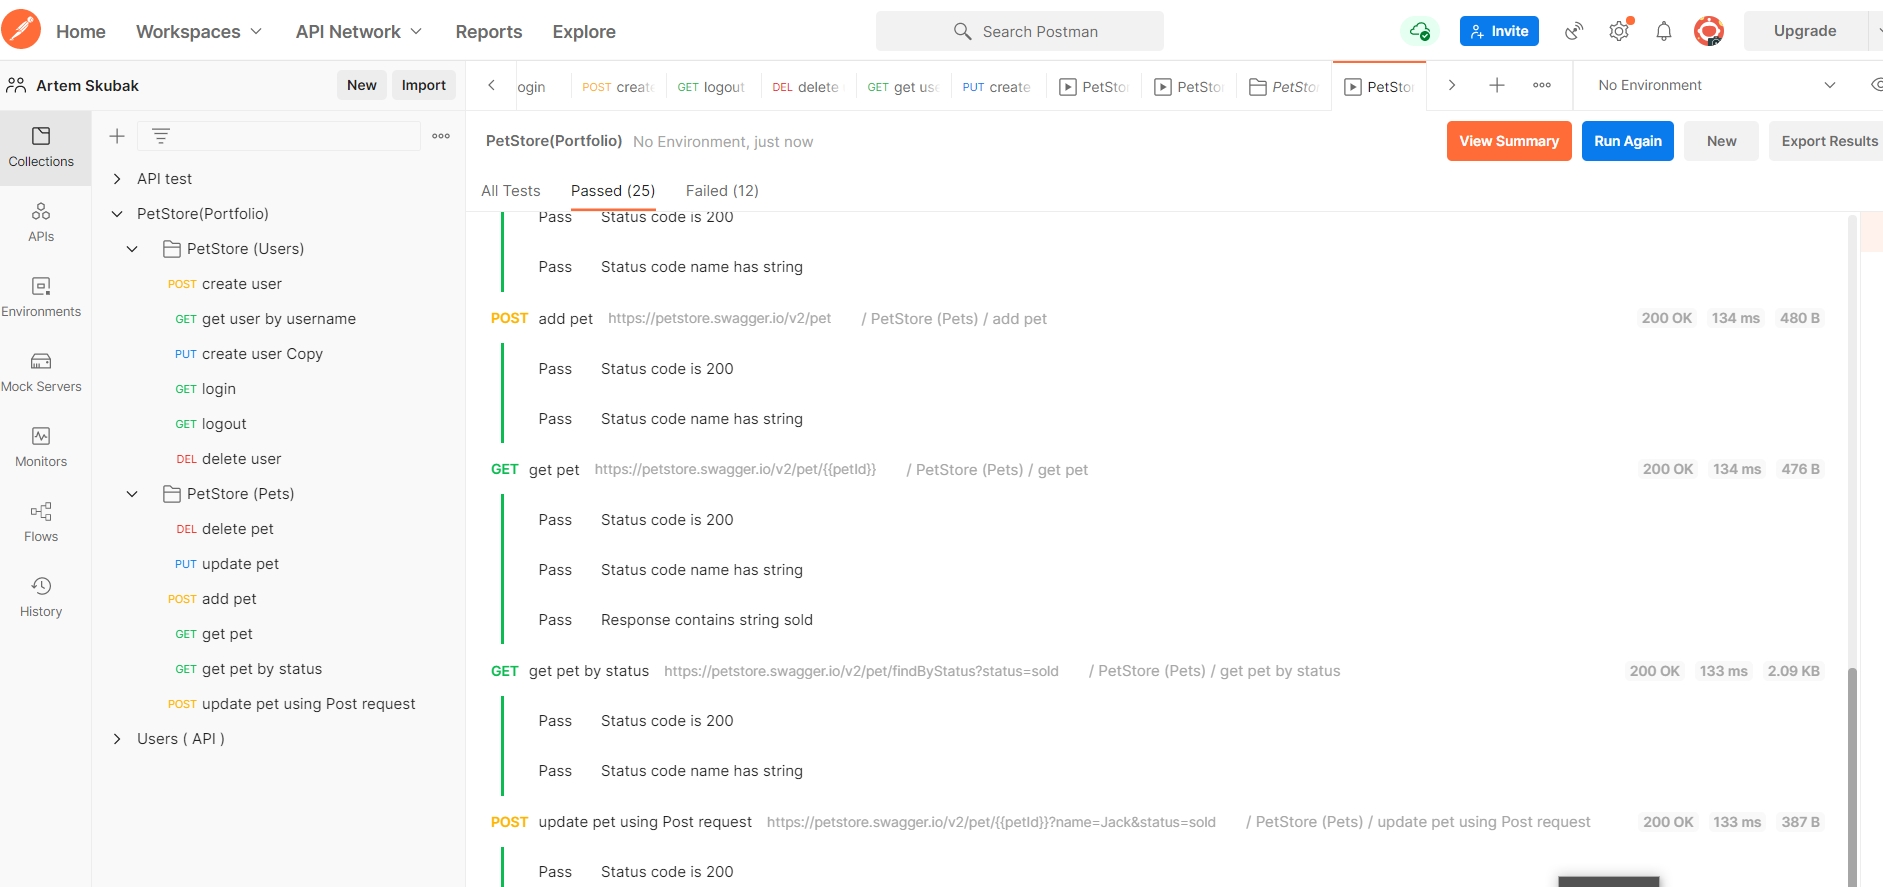 Home Workspaces API Network Reports Explore Search Postman Invite Upgrade
Artem Skubak New Import
ogin POST create GET logout DEL delete GET get use PUT create PetStor PetStor PetStor PetStor No Environment
Collections
APIs
Environments
Mock Servers
Monitors
Flows
History
API test
PetStore(Portfolio)
PetStore (Users)
POST create user
GET get user by username
PUT create user Copy
GET login
GET logout
DEL delete user
PetStore (Pets)
DEL delete pet
PUT update pet
POST add pet
GET get pet
GET get pet by status
POST update pet using Post request
Users ( API )
PetStore(Portfolio) No Environment, just now View Summary Run Again New Export Results
All Tests Passed (25) Failed (12)
Pass Status code is 200
Pass Status code name has string
POST add pet https://petstore.swagger.io/v2/pet / PetStore (Pets) / add pet 200 OK 134 ms 480 B
Pass Status code is 200
Pass Status code name has string
GET get pet https://petstore.swagger.io/v2/pet/{{petId}} / PetStore (Pets) / get pet 200 OK 134 ms 476 B
Pass Status code is 200
Pass Status code name has string
Pass Response contains string sold
GET get pet by status https://petstore.swagger.io/v2/pet/findByStatus?status=sold / PetStore (Pets) / get pet by status 200 OK 133 ms 2.09 KB
Pass Status code is 200
Pass Status code name has string
POST update pet using Post request https://petstore.swagger.io/v2/pet/{{petId}}?name=Jack&status=sold / PetStore (Pets) / update pet using Post request 200 OK 133 ms 387 B
Pass Status code is 200